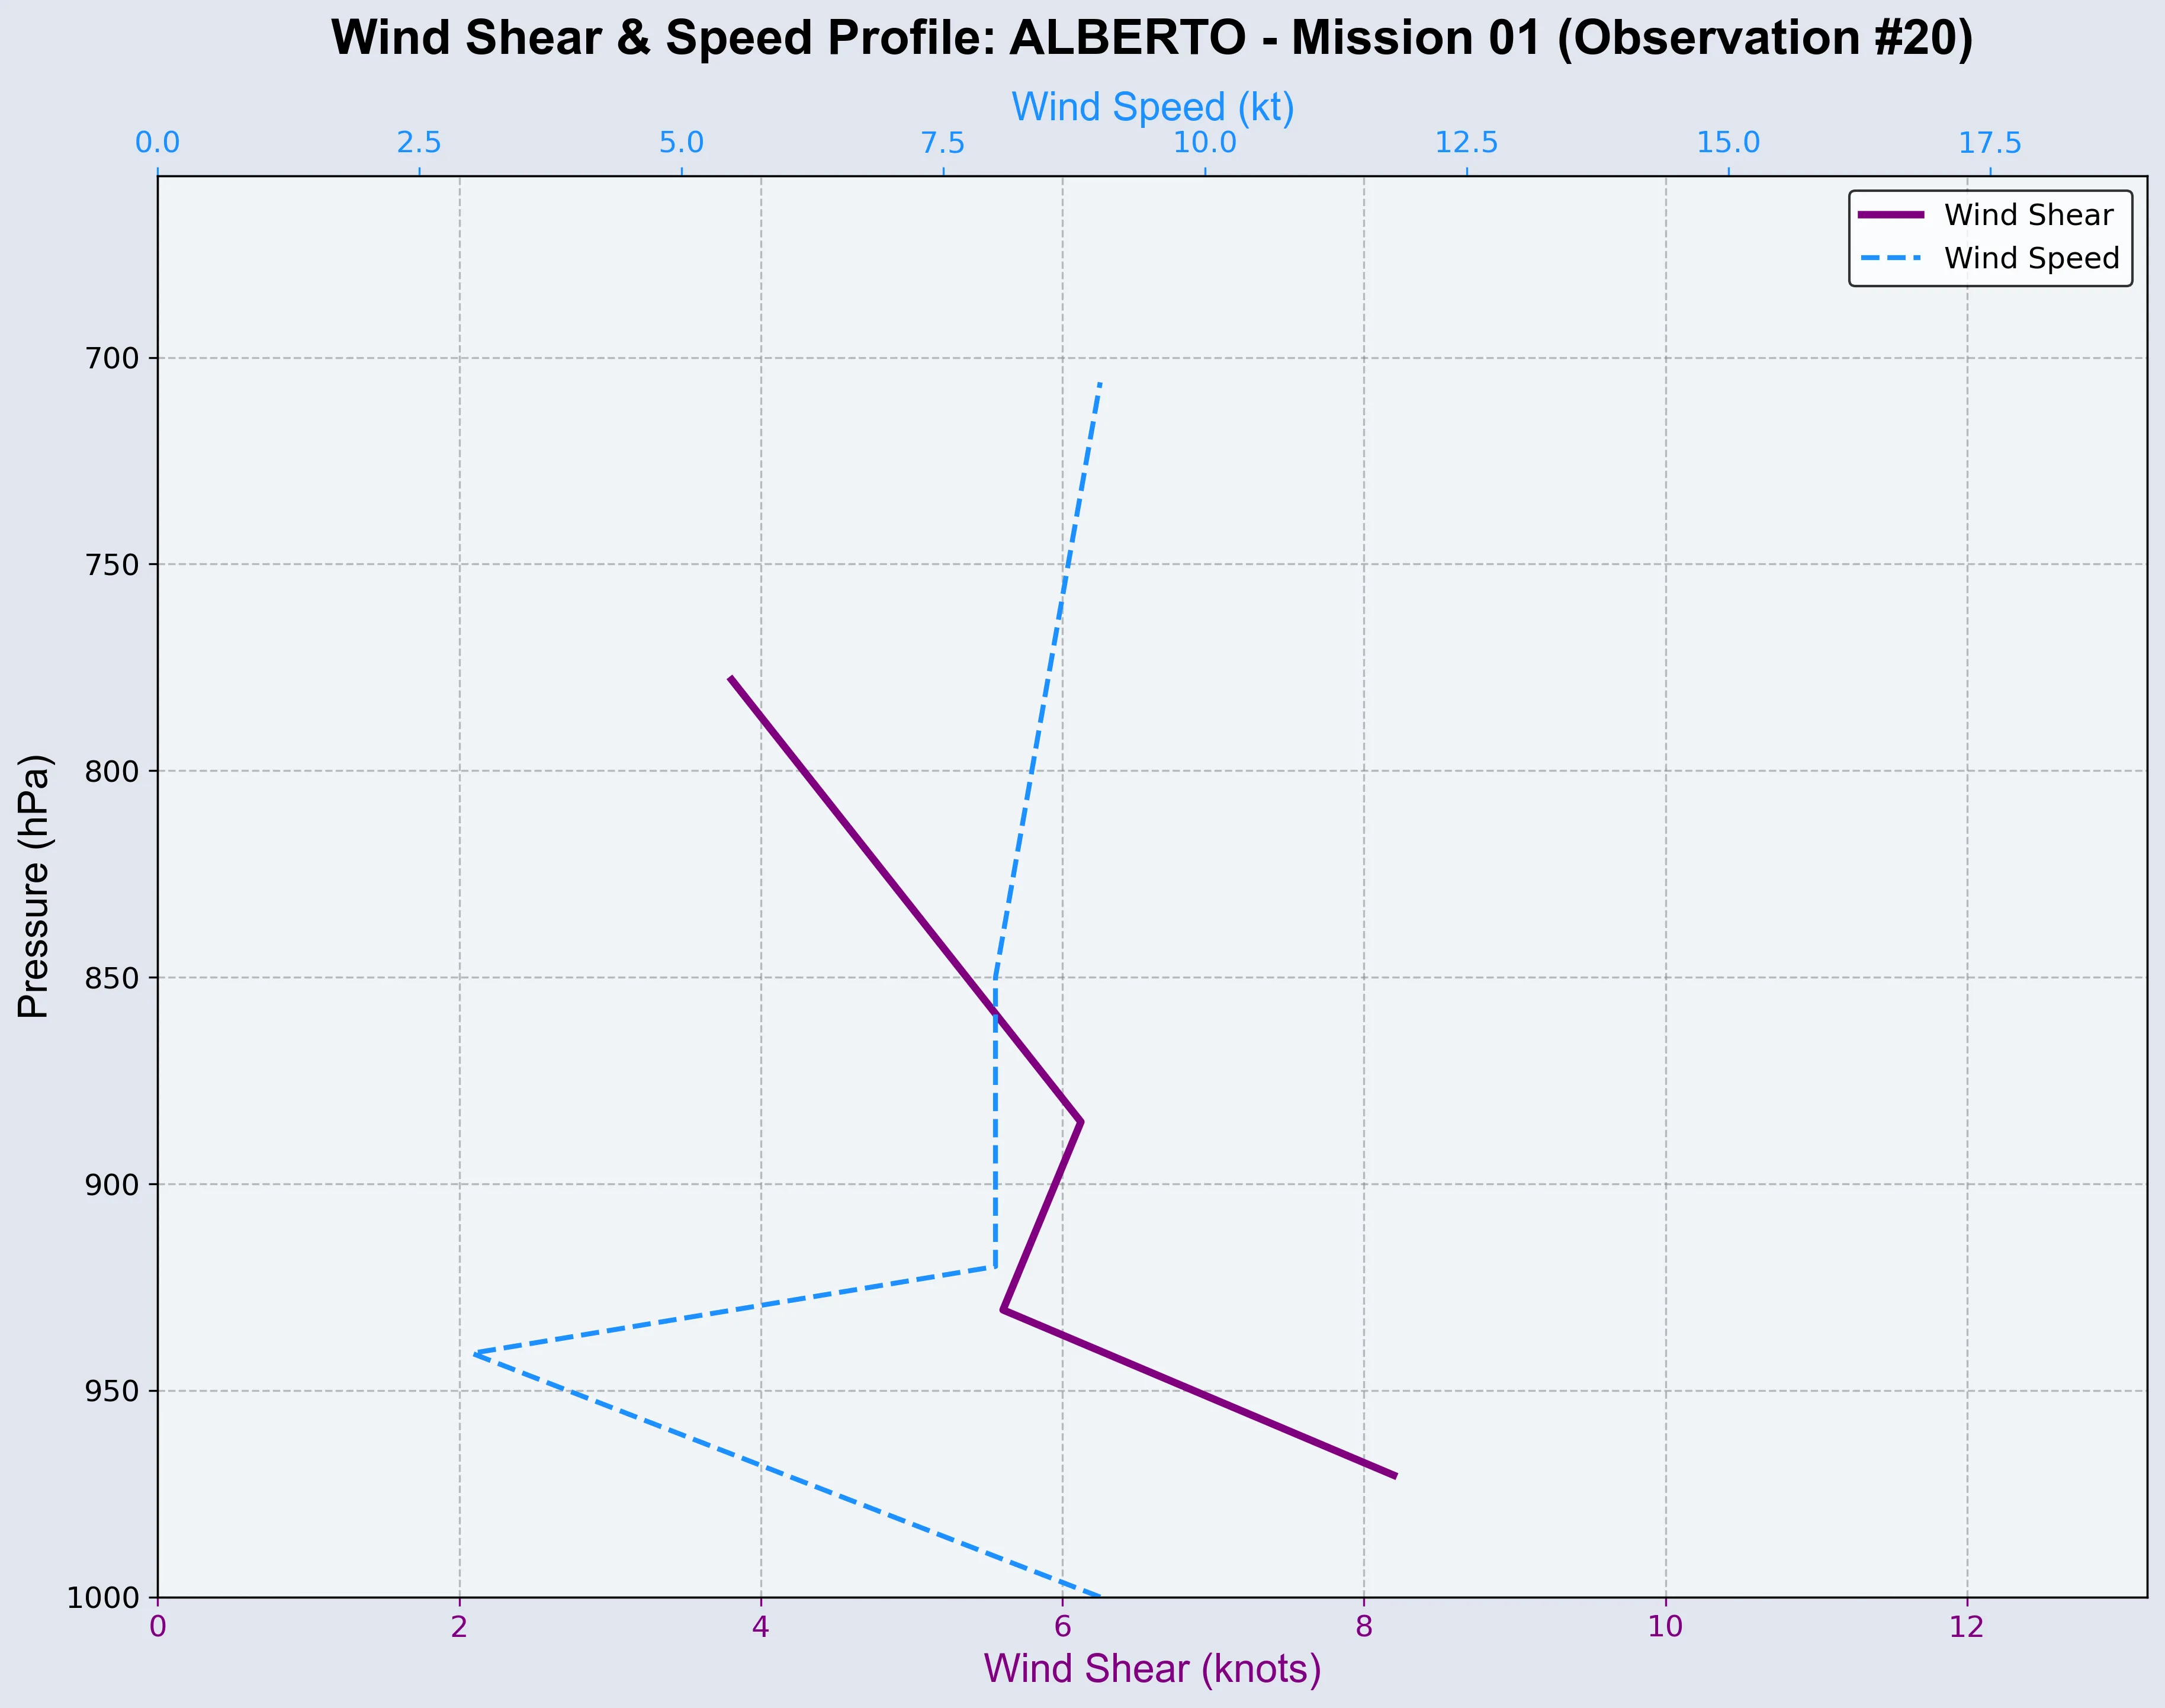 Wind Shear & Speed Profile: ALBERTO - Mission 01 (Observation #20)
Wind Speed (kt)
0.0 2.5 5.0 7.5 10.0 12.5 15.0 17.5
Wind Shear
Wind Speed
Pressure (hPa)
700
750
800
850
900
950
1000
0 2 4 6 8 10 12
Wind Shear (knots)